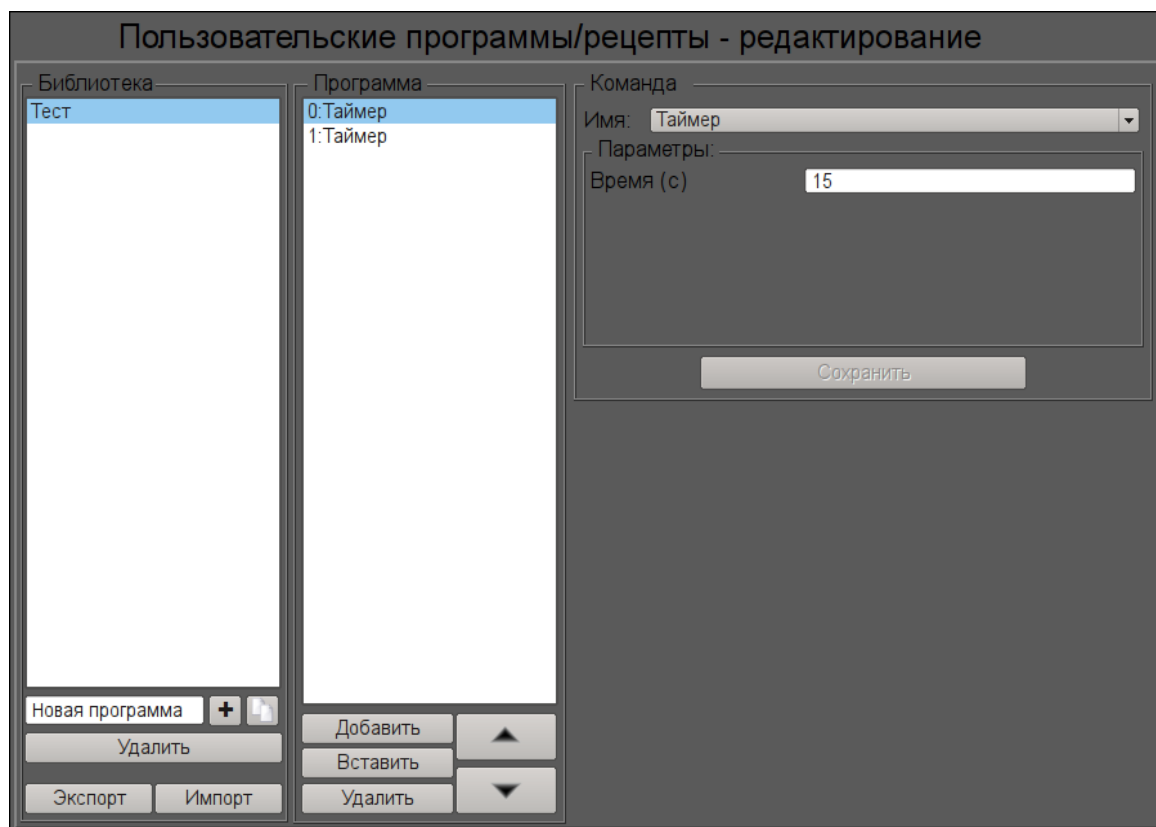 Пользовательские программы/рецепты - редактирование
Библиотека
Тест
Новая программа
Удалить
Экспорт Импорт
Программа
0:Таймер
1:Таймер
Добавить
Вставить
Удалить
Команда
Имя: Таймер
Параметры:
Время (с) 15
Сохранить